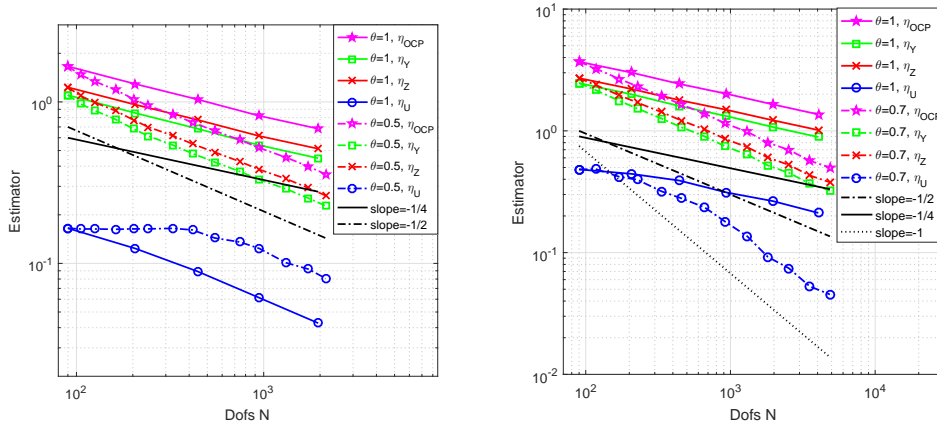 10^0
10^-1
Estimator
10^2
10^3
Dofs N
θ=1, η_OCP
θ=1, η_Y
θ=1, η_Z
θ=1, η_U
θ=0.5, η_OCP
θ=0.5, η_Y
θ=0.5, η_Z
θ=0.5, η_U
slope=-1/4
slope=-1/2
10^1
10^0
10^-1
10^-2
Estimator
10^2
10^3
10^4
Dofs N
θ=1, η_OCP
θ=1, η_Y
θ=1, η_Z
θ=1, η_U
θ=0.7, η_OCP
θ=0.7, η_Y
θ=0.7, η_Z
θ=0.7, η_U
slope=-1/2
slope=-1/4
slope=-1